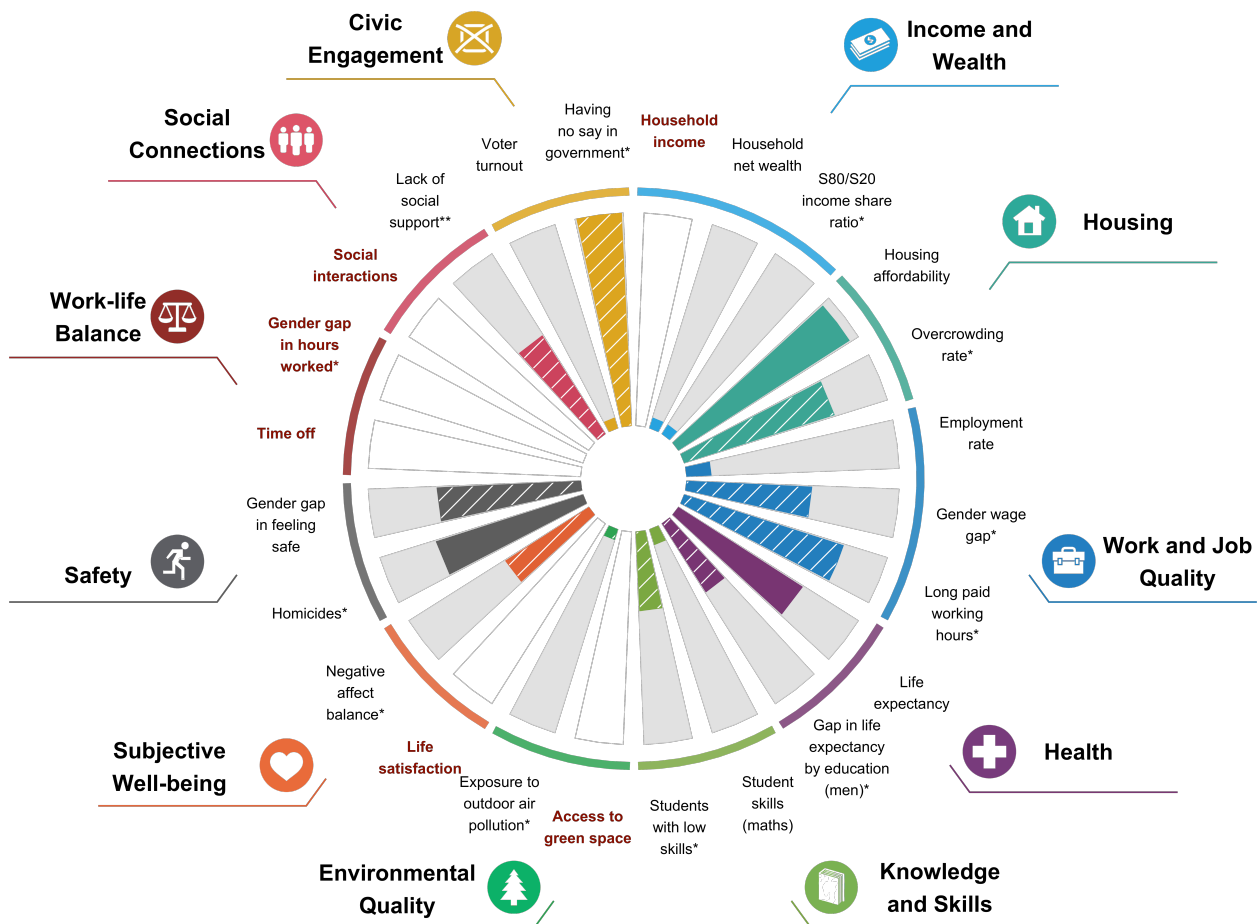 Civic
Engagement
Income and
Wealth
Social
Connections
Having
no say in
government*
Household
income
Voter
turnout
Household
net wealth
Lack of
social
support**
S80/S20
income share
ratio*
Housing
Social
interactions
Housing
affordability
Work-life
Balance
Gender gap
in hours
worked*
Overcrowding
rate*
Time off
Employment
rate
Gender gap
in feeling
safe
Gender wage
gap*
Work and Job
Quality
Safety
Homicides*
Long paid
working
hours*
Negative
affect
balance*
Life
expectancy
Subjective
Well-being
Life
satisfaction
Gap in life
expectancy
by education
(men)*
Health
Exposure to
outdoor air
pollution*
Access to
green space
Students
with low
skills*
Student
skills
(maths)
Environmental
Quality
Knowledge
and Skills